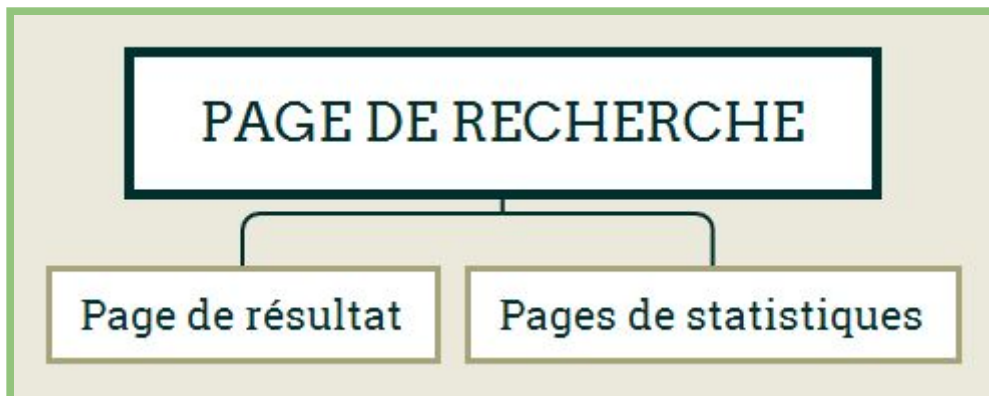 PAGE DE RECHERCHE
Page de résultat
Pages de statistiques